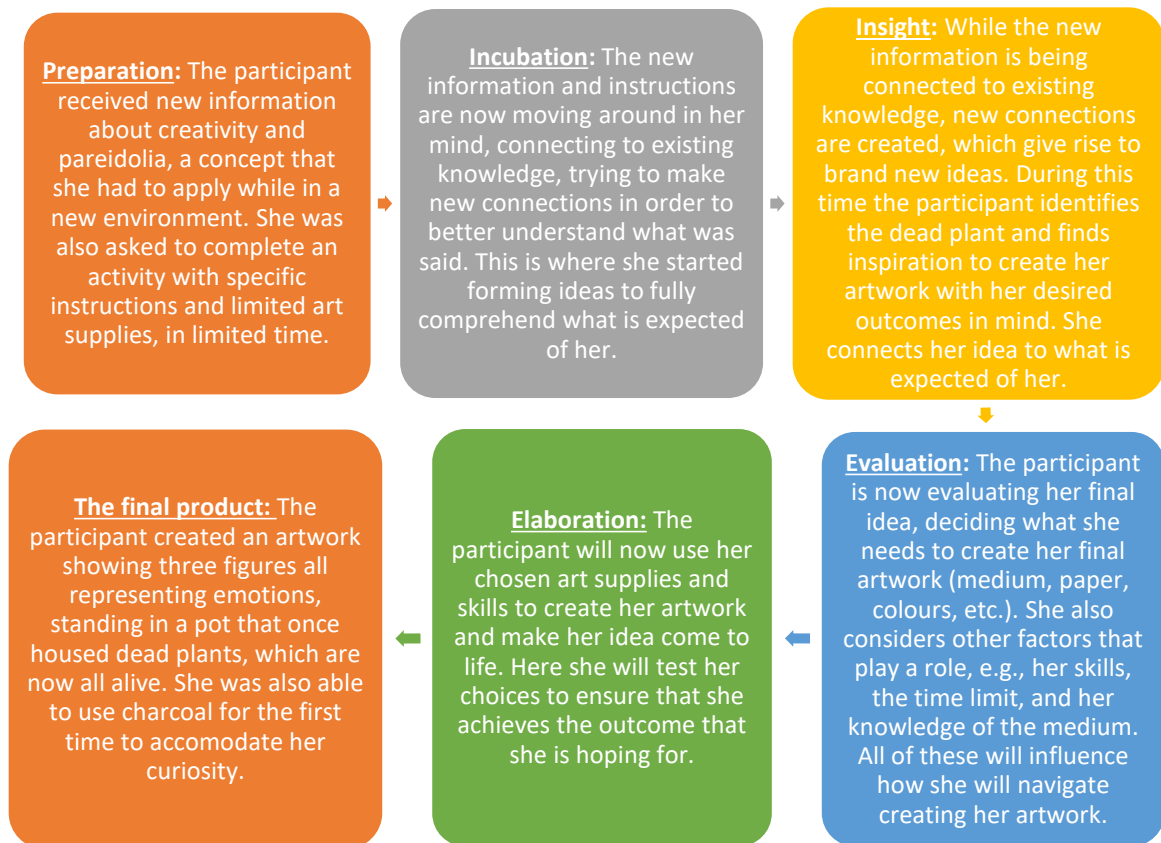 Preparation: The participant
received new information
about creativity and
pareidolia, a concept that
she had to apply while in a
new environment. She was
also asked to complete an
activity with specific
instructions and limited art
supplies, in limited time.
Incubation: The new
information and instructions
are now moving around in her
mind, connecting to existing
knowledge, trying to make
new connections in order to
better understand what was
said. This is where she started
forming ideas to fully
comprehend what is expected
of her.
Insight: While the new
information is being
connected to existing
knowledge, new connections
are created, which give rise to
brand new ideas. During this
time the participant identifies
the dead plant and finds
inspiration to create her
artwork with her desired
outcomes in mind. She
connects her idea to what is
expected of her.
Evaluation: The participant
is now evaluating her final
idea, deciding what she
needs to create her final
artwork (medium, paper,
colours, etc.). She also
considers other factors that
play a role, e.g., her skills,
the time limit, and her
knowledge of the medium.
All of these will influence
how she will navigate
creating her artwork.
Elaboration: The
participant will now use her
chosen art supplies and
skills to create her artwork
and make her idea come to
life. Here she will test her
choices to ensure that she
achieves the outcome that
she is hoping for.
The final product: The
participant created an artwork
showing three figures all
representing emotions,
standing in a pot that once
housed dead plants, which are
now all alive. She was also able
to use charcoal for the first
time to accomodate her
curiosity.